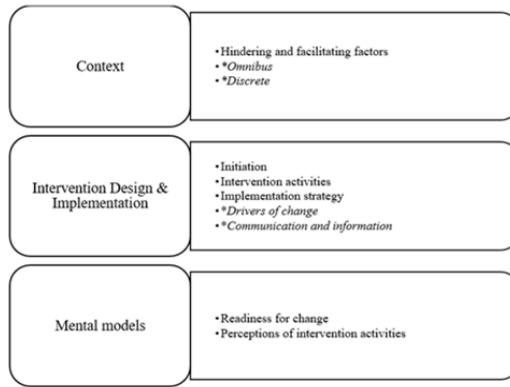 Context
•Hindering and facilitating factors
•*Omnibus
•*Discrete
Intervention Design &
Implementation
•Initiation
•Intervention activities
•Implementation strategy
•*Drivers of change
•*Communication and information
Mental models
•Readiness for change
•Perceptions of intervention activities